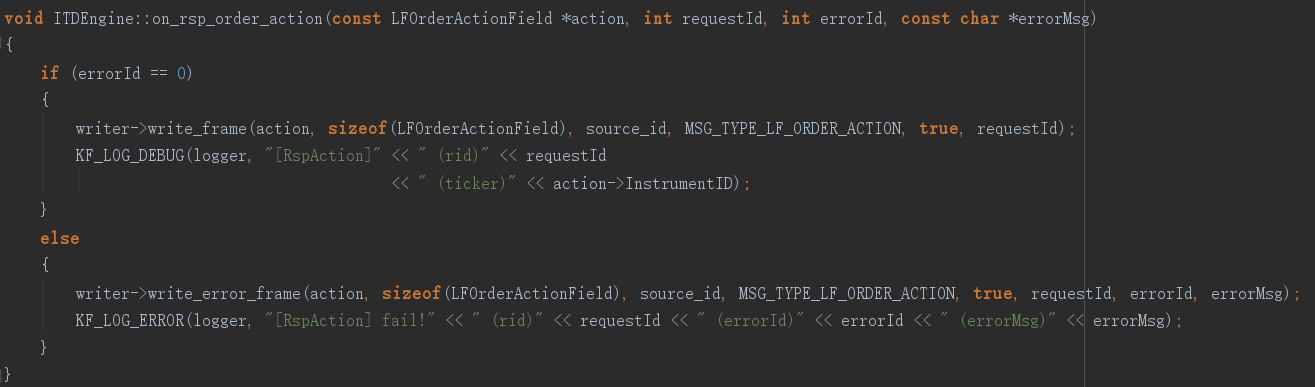 void ITDEngine::on_rsp_order_action(const LFOrderActionField *action, int requestId, int errorId, const char *errorMsg)
{
    if (errorId == 0)
    {
        writer->write_frame(action, sizeof(LFOrderActionField), source_id, MSG_TYPE_LF_ORDER_ACTION, true, requestId);
        KF_LOG_DEBUG(logger, "[RspAction]" << " (rid)" << requestId
                                           << " (ticker)" << action->InstrumentID);
    }
    else
    {
        writer->write_error_frame(action, sizeof(LFOrderActionField), source_id, MSG_TYPE_LF_ORDER_ACTION, true, requestId, errorId, errorMsg);
        KF_LOG_ERROR(logger, "[RspAction] fail!" << " (rid)" << requestId << " (errorId)" << errorId << " (errorMsg)" << errorMsg);
    }
}